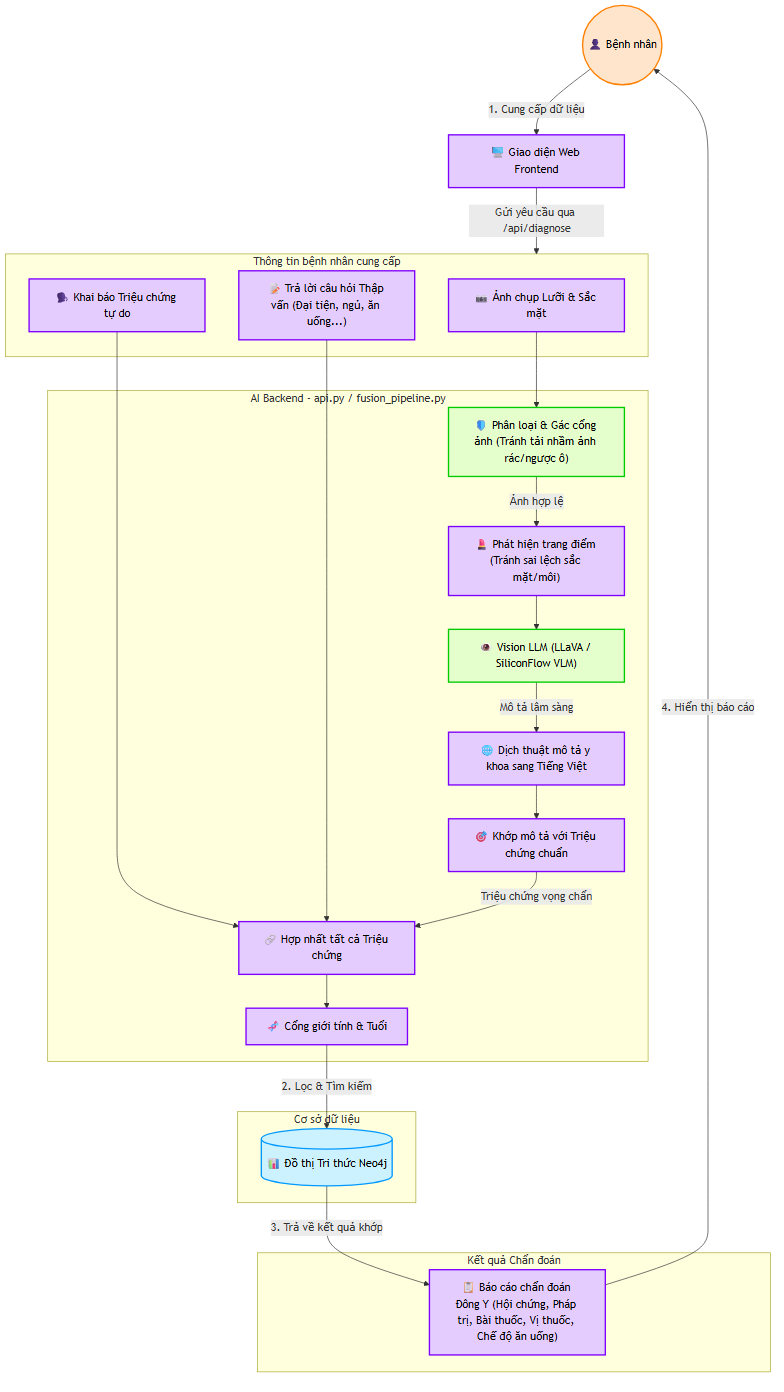 Bệnh nhân
1. Cung cấp dữ liệu
Giao diện Web
Frontend
Gửi yêu cầu qua
/api/diagnose
Thông tin bệnh nhân cung cấp
Khai báo Triệu chứng
tự do
Trả lời câu hỏi Thập
vấn (Đại tiện, ngủ, ăn
uống...)
Ảnh chụp Lưỡi & Sắc
mặt
AI Backend - api.py / fusion_pipeline.py
Phân loại & Gác cổng
ảnh (Tránh tải nhầm ảnh
rác/ngược ô)
Ảnh hợp lệ
Phát hiện trang điểm
(Tránh sai lệch sắc
mặt/môi)
Vision LLM (LLaVA /
SiliconFlow VLM)
Mô tả lâm sàng
4. Hiển thị báo cáo
Dịch thuật mô tả y
khoa sang Tiếng Việt
Khớp mô tả với Triệu
chứng chuẩn
Triệu chứng vọng chẩn
Hợp nhất tất cả Triệu
chứng
Cổng giới tính & Tuổi
2. Lọc & Tìm kiếm
Cơ sở dữ liệu
Đồ thị Tri thức Neo4j
3. Trả về kết quả khớp
Kết quả Chẩn đoán
Báo cáo chẩn đoán
Đông Y (Hội chứng, Pháp
trị, Bài thuốc, Vị thuốc,
Chế độ ăn uống)